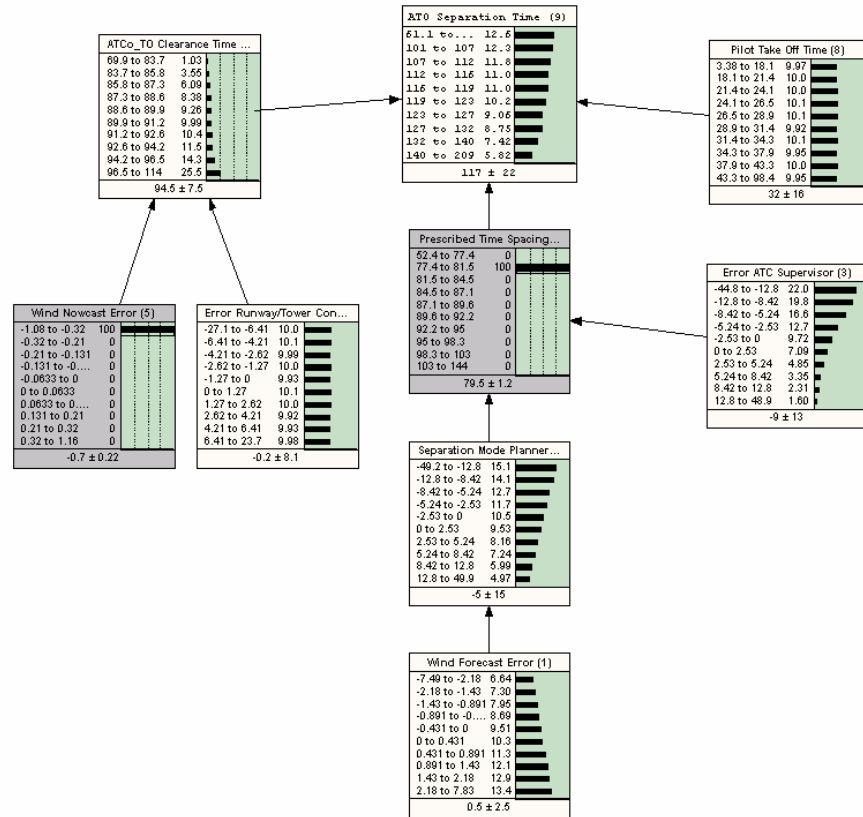 ATCo_TO Clearance Time ...
69.9 to 83.7 1.03
83.7 to 85.8 3.55
85.8 to 87.3 6.09
87.3 to 88.6 8.38
88.6 to 89.9 9.26
89.9 to 91.2 9.99
91.2 to 92.6 10.4
92.6 to 94.2 11.5
94.2 to 96.5 14.3
96.5 to 114 25.5
94.5 ± 7.5
AT0 Separation Time (9)
51.1 to... 12.5
101 to 107 12.3
107 to 112 11.8
112 to 115 11.0
115 to 119 11.0
119 to 123 10.2
123 to 127 9.05
127 to 132 8.75
132 to 140 7.42
140 to 209 5.82
117 ± 22
Pilot Take Off Time (8)
3.38 to 18.1 9.97
18.1 to 21.4 10.0
21.4 to 24.1 10.0
24.1 to 26.5 10.1
26.5 to 28.9 10.1
28.9 to 31.4 9.92
31.4 to 34.3 10.1
34.3 to 37.9 9.95
37.9 to 43.3 10.0
43.3 to 98.4 9.95
32 ± 16
Prescribed Time Spacing...
52.4 to 77.4 0
77.4 to 81.5 100
81.5 to 84.5 0
84.5 to 87.1 0
87.1 to 89.6 0
89.6 to 92.2 0
92.2 to 95 0
95 to 98.3 0
98.3 to 103 0
103 to 144 0
79.5 ± 1.2
Error ATC Supervisor (3)
-44.8 to -12.8 22.0
-12.8 to -8.42 19.8
-8.42 to -5.24 16.6
-5.24 to -2.53 12.7
-2.53 to 0 9.72
0 to 2.53 7.09
2.53 to 5.24 4.85
5.24 to 8.42 3.35
8.42 to 12.8 2.31
12.8 to 48.9 1.60
-9 ± 13
Wind Nowcast Error (5)
-1.08 to -0.32 100
-0.32 to -0.21 0
-0.21 to -0.131 0
-0.131 to -0.... 0
-0.0633 to 0 0
0 to 0.0633 0
0.0633 to 0.... 0
0.131 to 0.21 0
0.21 to 0.32 0
0.32 to 1.16 0
-0.7 ± 0.22
Error Runway/Tower Con...
-27.1 to -6.41 10.0
-6.41 to -4.21 10.1
-4.21 to -2.62 9.99
-2.62 to -1.27 10.0
-1.27 to 0 9.93
0 to 1.27 10.1
1.27 to 2.62 10.0
2.62 to 4.21 9.92
4.21 to 6.41 9.93
6.41 to 23.7 9.98
-0.2 ± 8.1
Separation Mode Planner...
-49.2 to -12.8 15.1
-12.8 to -8.42 14.1
-8.42 to -5.24 12.7
-5.24 to -2.53 11.7
-2.53 to 0 10.5
0 to 2.53 9.53
2.53 to 5.24 8.16
5.24 to 8.42 7.24
8.42 to 12.8 5.99
12.8 to 49.9 4.97
-5 ± 15
Wind Forecast Error (1)
-7.49 to -2.18 6.64
-2.18 to -1.43 7.30
-1.43 to -0.891 7.95
-0.891 to -0.... 8.69
-0.431 to 0 9.51
0 to 0.431 10.3
0.431 to 0.891 11.3
0.891 to 1.43 12.1
1.43 to 2.18 12.9
2.18 to 7.83 13.4
0.5 ± 2.5